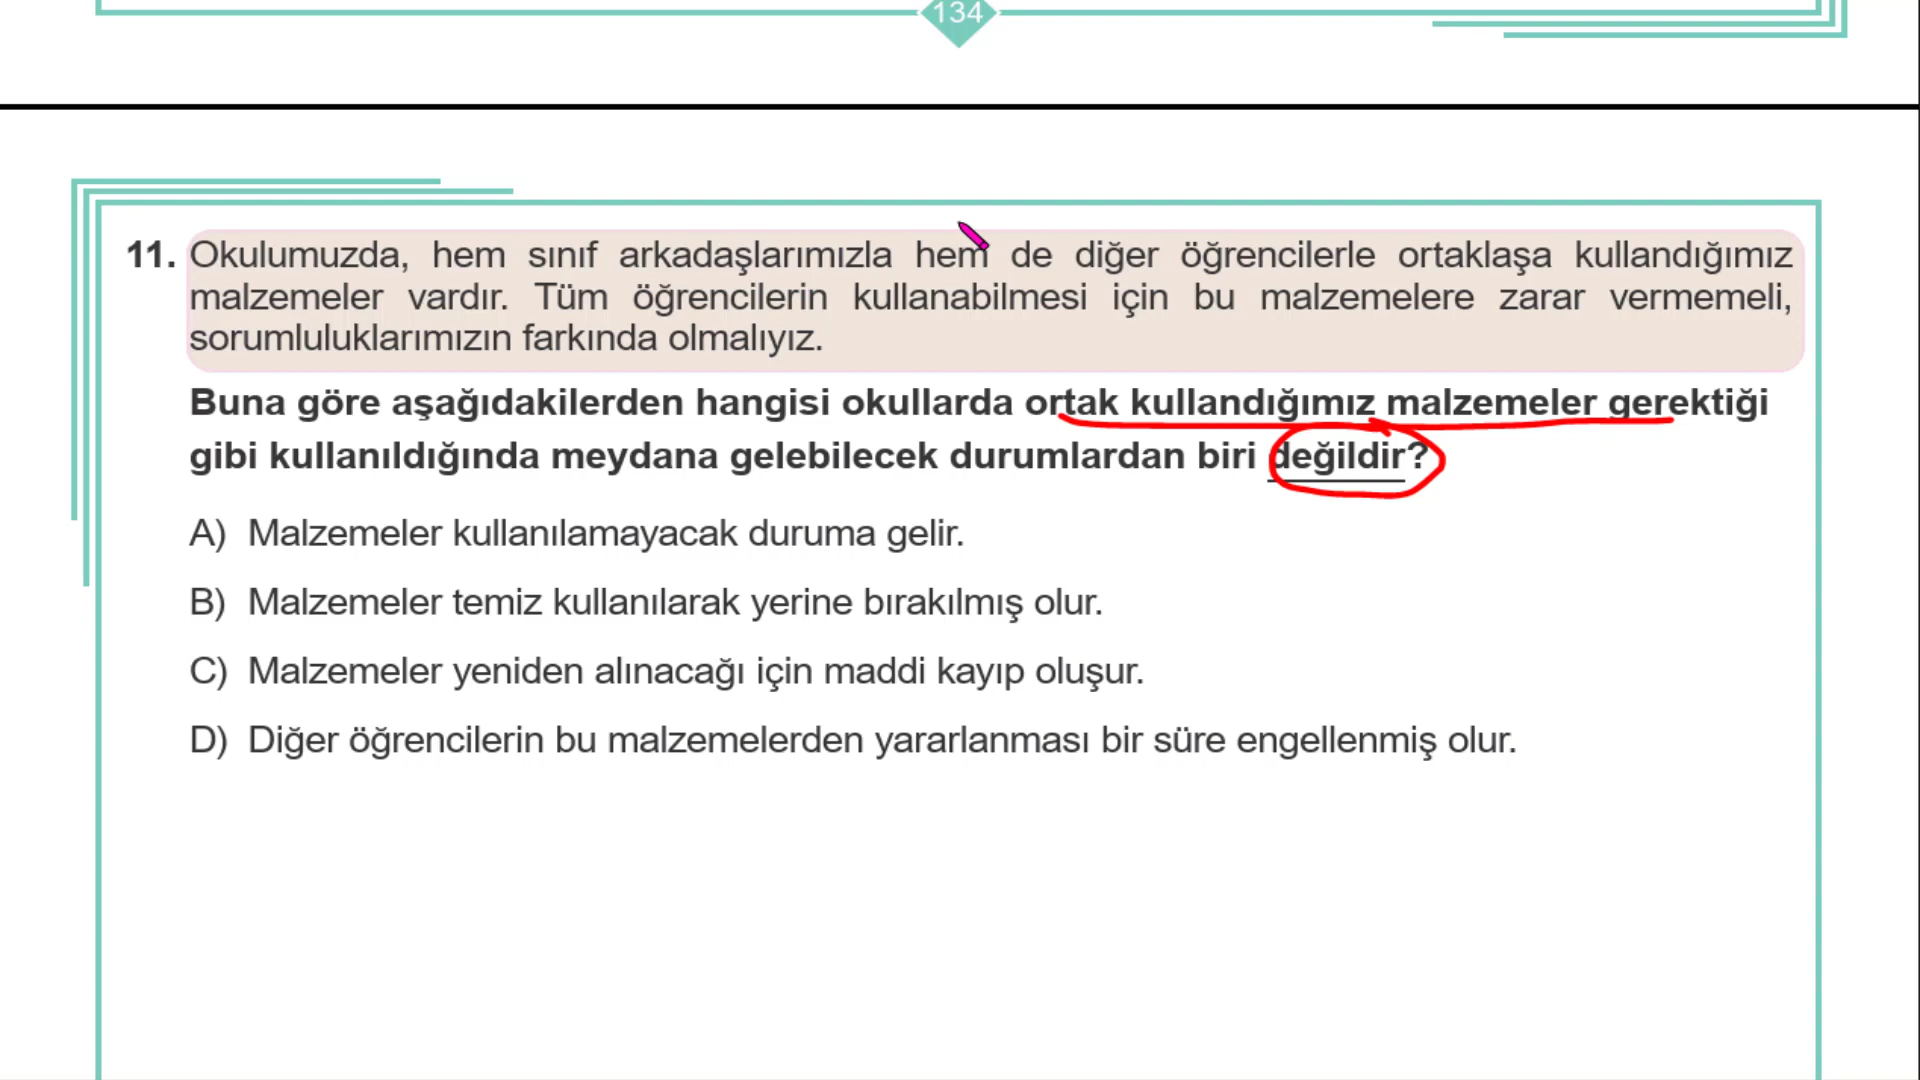 134
11. Okulumuzda, hem sınıf arkadaşlarımızla hem de diğer öğrencilerle ortaklaşa kullandığımız
malzemeler vardır. Tüm öğrencilerin kullanabilmesi için bu malzemelere zarar vermemeli,
sorumluluklarımızın farkında olmalıyız.
Buna göre aşağıdakilerden hangisi okullarda ortak kullandığımız malzemeler gerektiği
gibi kullanıldığında meydana gelebilecek durumlardan biri değildir?
A) Malzemeler kullanılamayacak duruma gelir.
B) Malzemeler temiz kullanılarak yerine bırakılmış olur.
C) Malzemeler yeniden alınacağı için maddi kayıp oluşur.
D) Diğer öğrencilerin bu malzemelerden yararlanması bir süre engellenmiş olur.